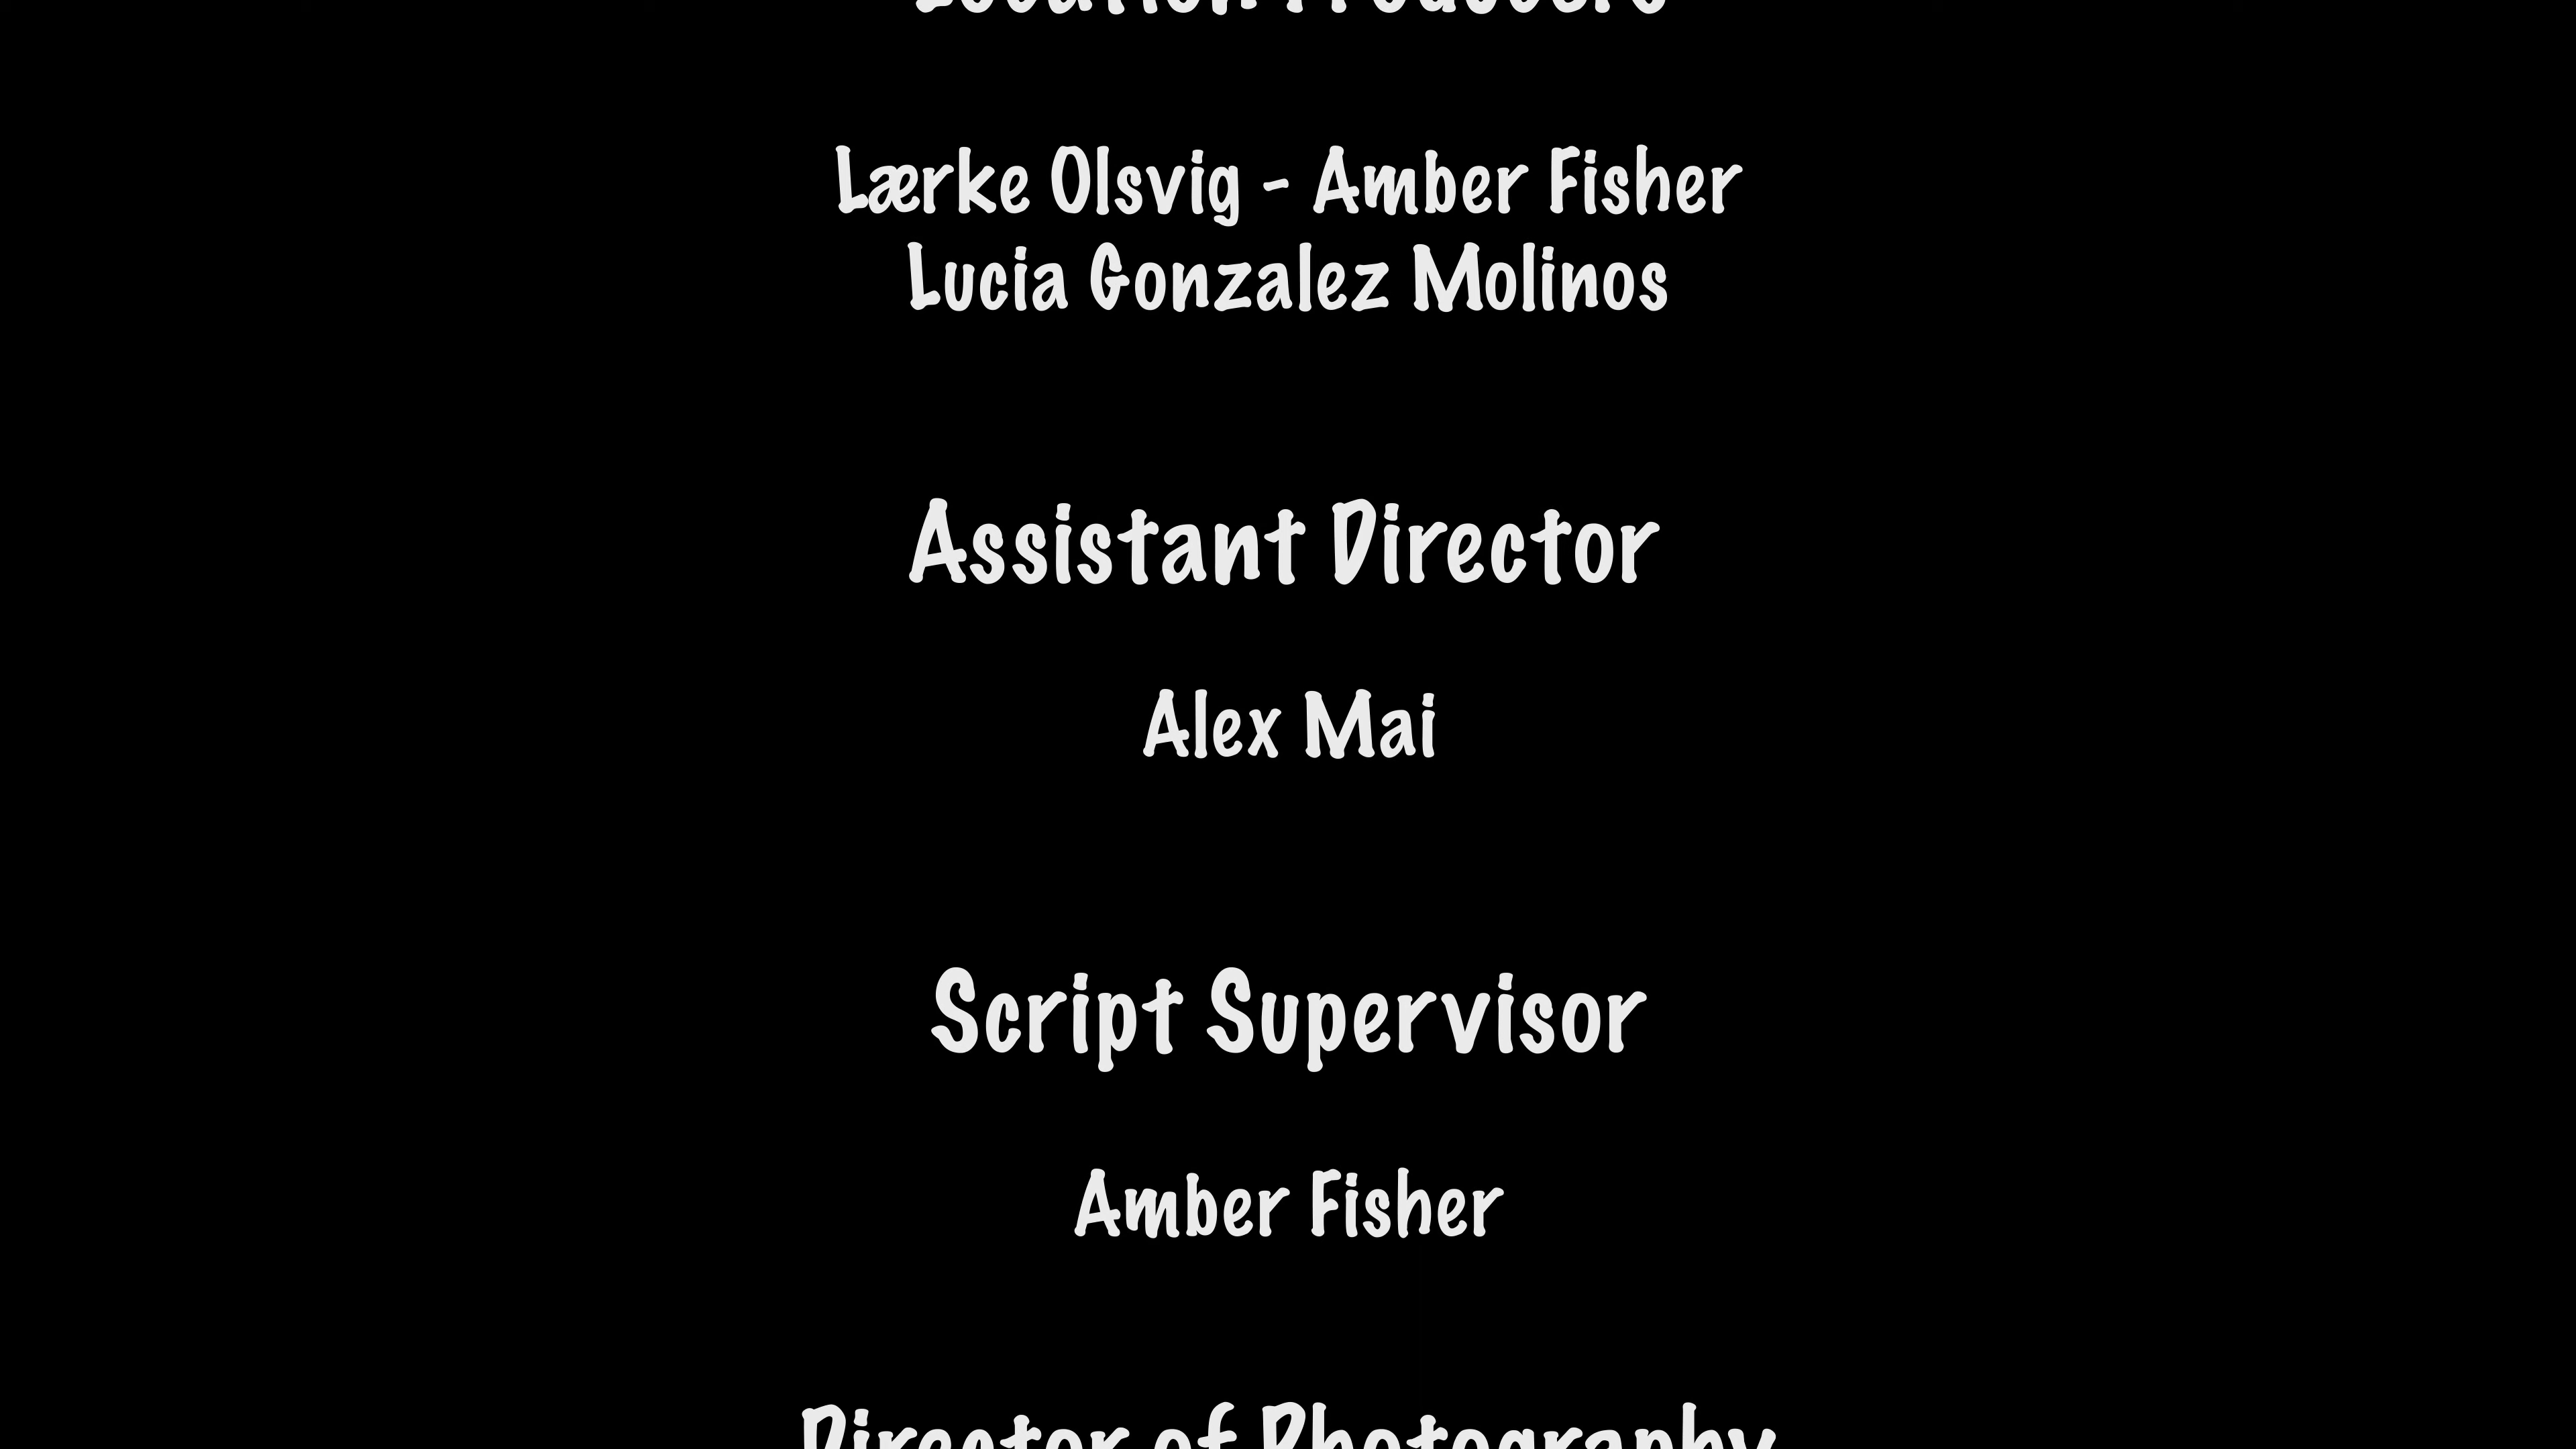 Location Producers
Lærke Olsvig - Amber Fisher
Lucia Gonzalez Molinos
Assistant Director
Alex Mai
Script Supervisor
Amber Fisher
Director of Photography